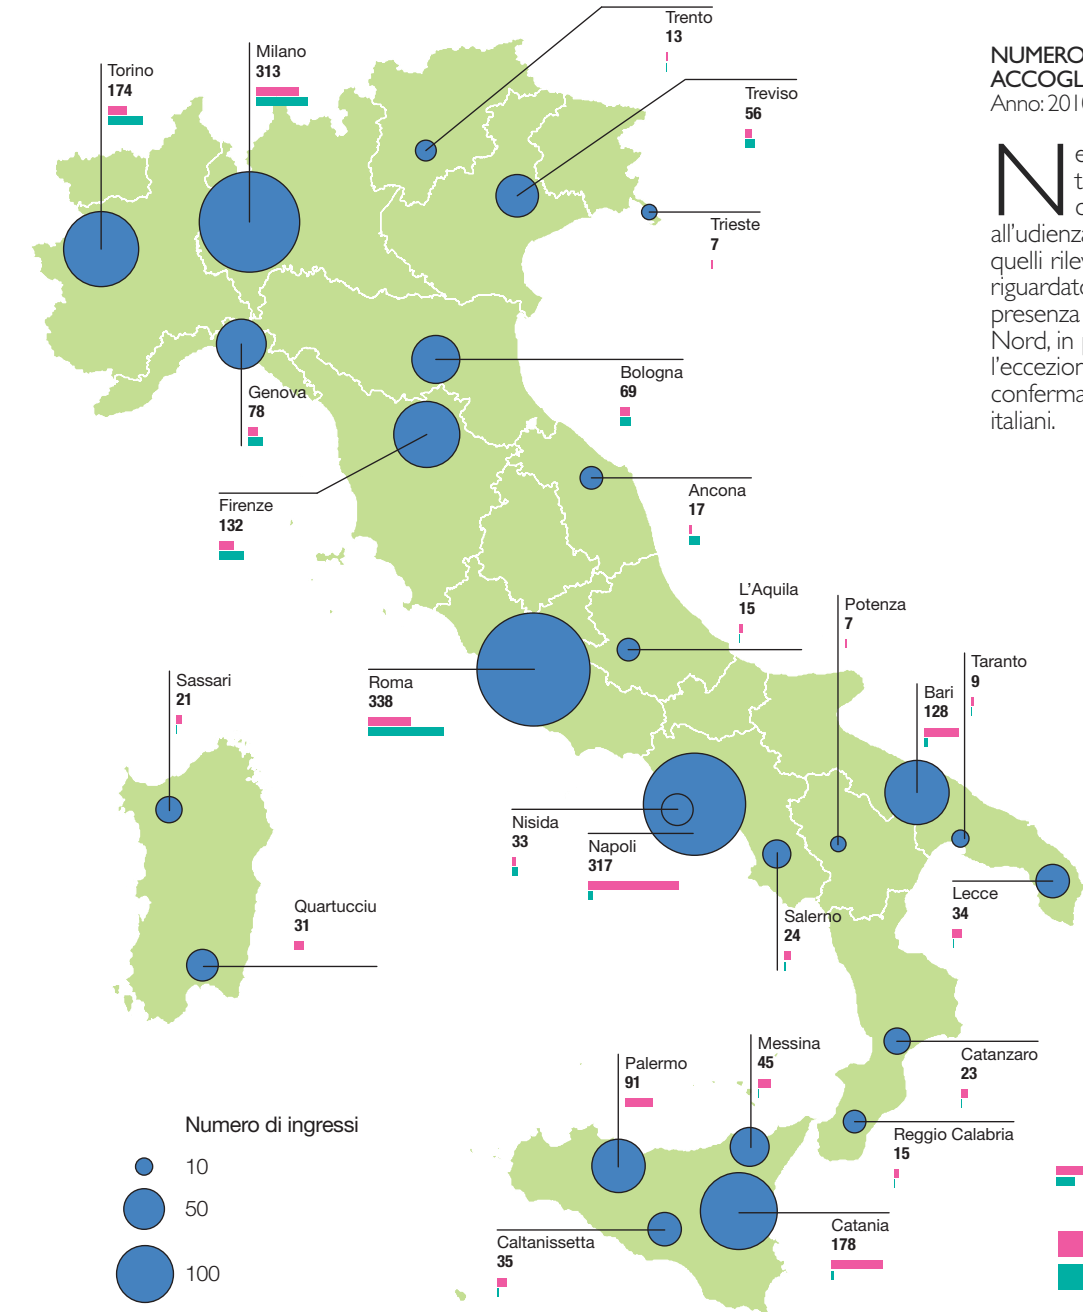 Trento
13
Milano
313
Torino
174
Treviso
56
Trieste
7
NUMERO
ACCOGL
Anno: 201
N
all'udienza
quelli rile
riguardato
presenza
Nord, in
l'eccezion
conferma
italiani.
Genova
78
Bologna
69
Firenze
132
Ancona
17
L'Aquila
15
Potenza
7
Taranto
9
Bari
128
Sassari
21
Roma
338
Nisida
33
Napoli
317
Quartucciu
31
Salerno
24
Lecce
34
Catanzaro
23
Messina
45
Palermo
91
Reggio Calabria
15
Catania
178
Caltanissetta
35
Numero di ingressi
10
50
100